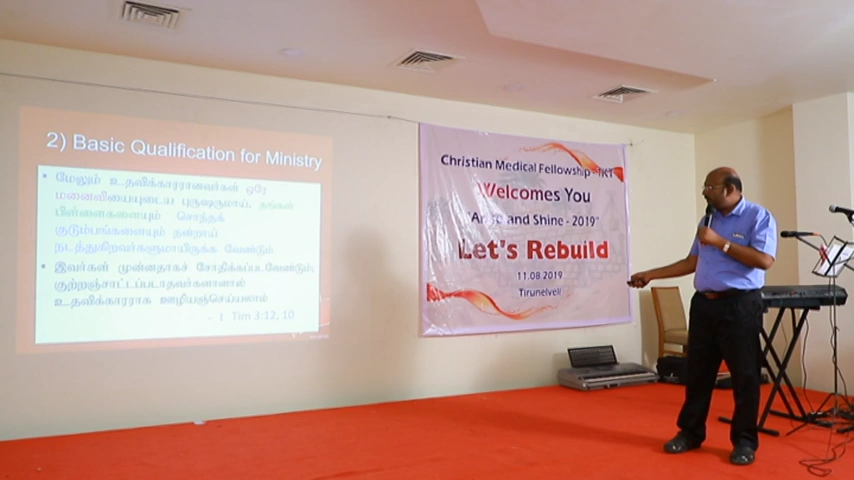 2) Basic Qualification for Ministry
• மேலும் உதவிக்காரரானவர்கள் ஒரே
மனைவியையுடைய புருஷருமாய், தங்கள்
பிள்ளைகளையும் சொந்தக்
குடும்பங்களையும் நன்றாய்
நடத்துகிறவர்களுமாயிருக்க வேண்டும்
• இவர்கள் முன்னதாகச் சோதிக்கப்படவேண்டும்;
குற்றஞ்சாட்டப்படாதவர்களானால்
உதவிக்காரராக ஊழியஞ்செய்யலாம்
- I Tim 3:12, 10
Christian Medical Fellowship - TKT
Welcomes You
"Arise and Shine - 2019"
Let's Rebuild
11.08.2019
Tirunelveli